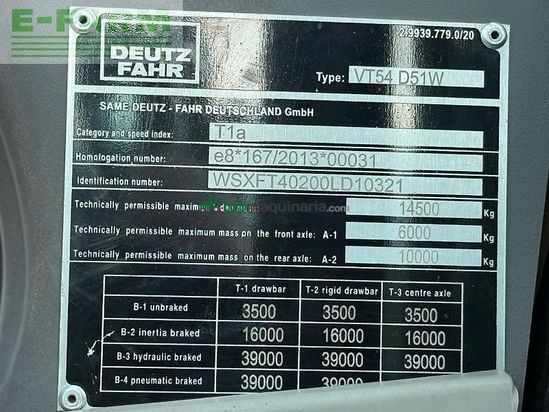 E-FARM
DEUTZ
FAHR
2.9939.779.0/20
Type: VT54 D51W
SAME DEUTZ - FAHR DEUTSCHLAND GmbH
Category and speed index: T1a
Homologation number: e8*167/2013*00031
Identification number: WSXFT40200LD10321
Technically permissible maximum mass: 14500 Kg
Technically permissible maximum mass on the front axle: A-1 6000 Kg
Technically permissible maximum mass on the rear axle: A-2 10000 Kg
T-1 drawbar T-2 rigid drawbar T-3 centre axle
B-1 unbraked 3500 3500 3500
B-2 inertia braked 16000 16000 16000
B-3 hydraulic braked 39000 39000 39000
B-4 pneumatic braked 39000 39000 39000